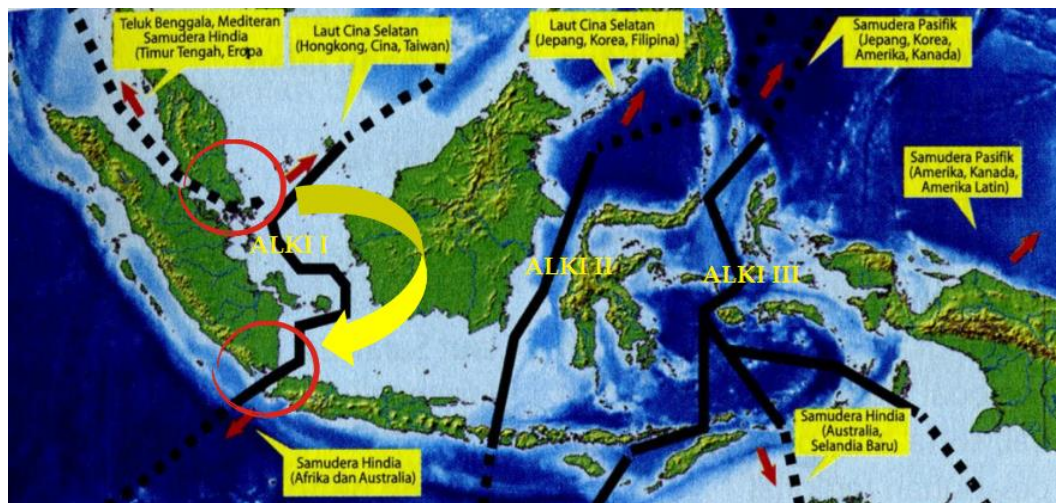 Teluk Benggala, Mediteran
Samudera Hindia
(Timur Tengah, Eropa
Laut Cina Selatan
(Hongkong, Cina, Taiwan)
Laut Cina Selatan
(Jepang, Korea, Filipina)
Samudera Pasifik
(Jepang, Korea,
Amerika, Kanada)
Samudera Pasifik
(Amerika, Kanada,
Amerika Latin)
ALKI I
ALKI II
ALKI III
Samudera Hindia
(Afrika dan Australia)
Samudera Hindia
(Australia,
Selandia Baru)